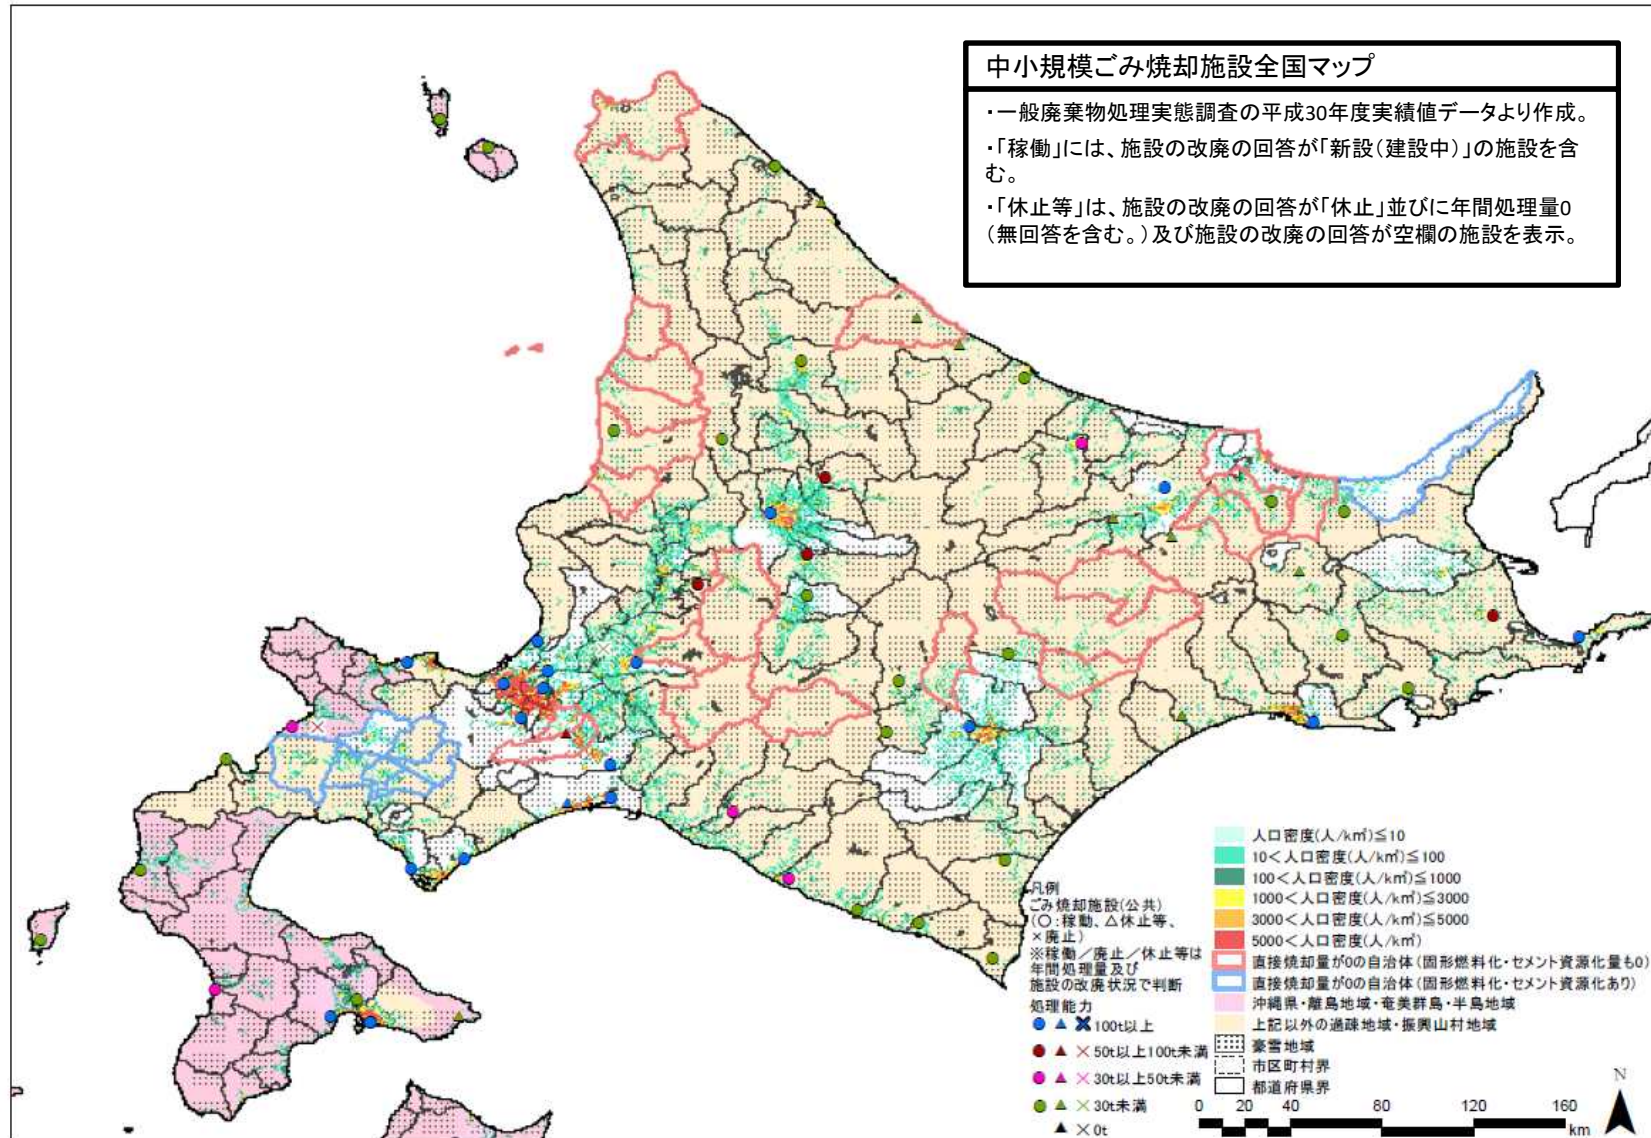 中小規模ごみ焼却施設全国マップ
・一般廃棄物処理実態調査の平成30年度実績値データより作成。
・「稼働」には、施設の改廃の回答が「新設(建設中)」の施設を含
む。
・「休止等」は、施設の改廃の回答が「休止」並びに年間処理量0
(無回答を含む。)及び施設の改廃の回答が空欄の施設を表示。
凡例
ごみ焼却施設(公共)
(○:稼動、△休止等、
×廃止)
※稼働/廃止/休止等は
年間処理量及び
施設の改廃状況で判断
処理能力
100t以上
50t以上100t未満
30t以上50t未満
30t未満
0t
人口密度(人/k㎡)≦10
10<人口密度(人/k㎡)≦100
100<人口密度(人/k㎡)≦1000
1000<人口密度(人/k㎡)≦3000
3000<人口密度(人/k㎡)≦5000
5000<人口密度(人/k㎡)
直接焼却量が0の自治体(固形燃料化・セメント資源化量も0)
直接焼却量が0の自治体(固形燃料化・セメント資源化あり)
沖縄県・離島地域・奄美群島・半島地域
上記以外の過疎地域・振興山村地域
豪雪地域
市区町村界
都道府県界
0 20 40 80 120 160
km
N